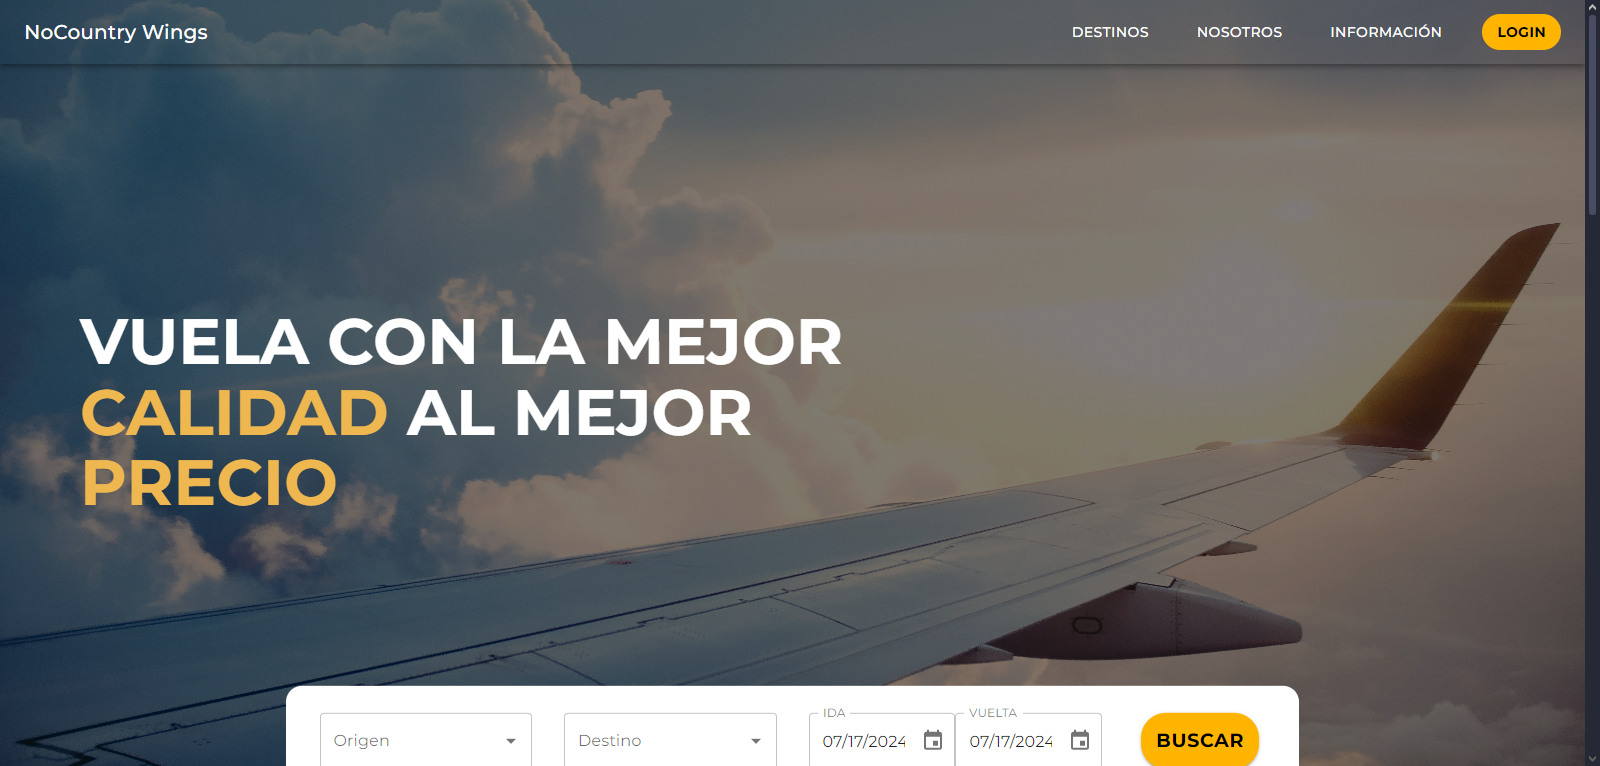 NoCountry Wings
DESTINOS NOSOTROS INFORMACIÓN LOGIN
VUELA CON LA MEJOR
CALIDAD AL MEJOR
PRECIO
IDA VUELTA
Origen Destino 07/17/2024 07/17/2024 BUSCAR